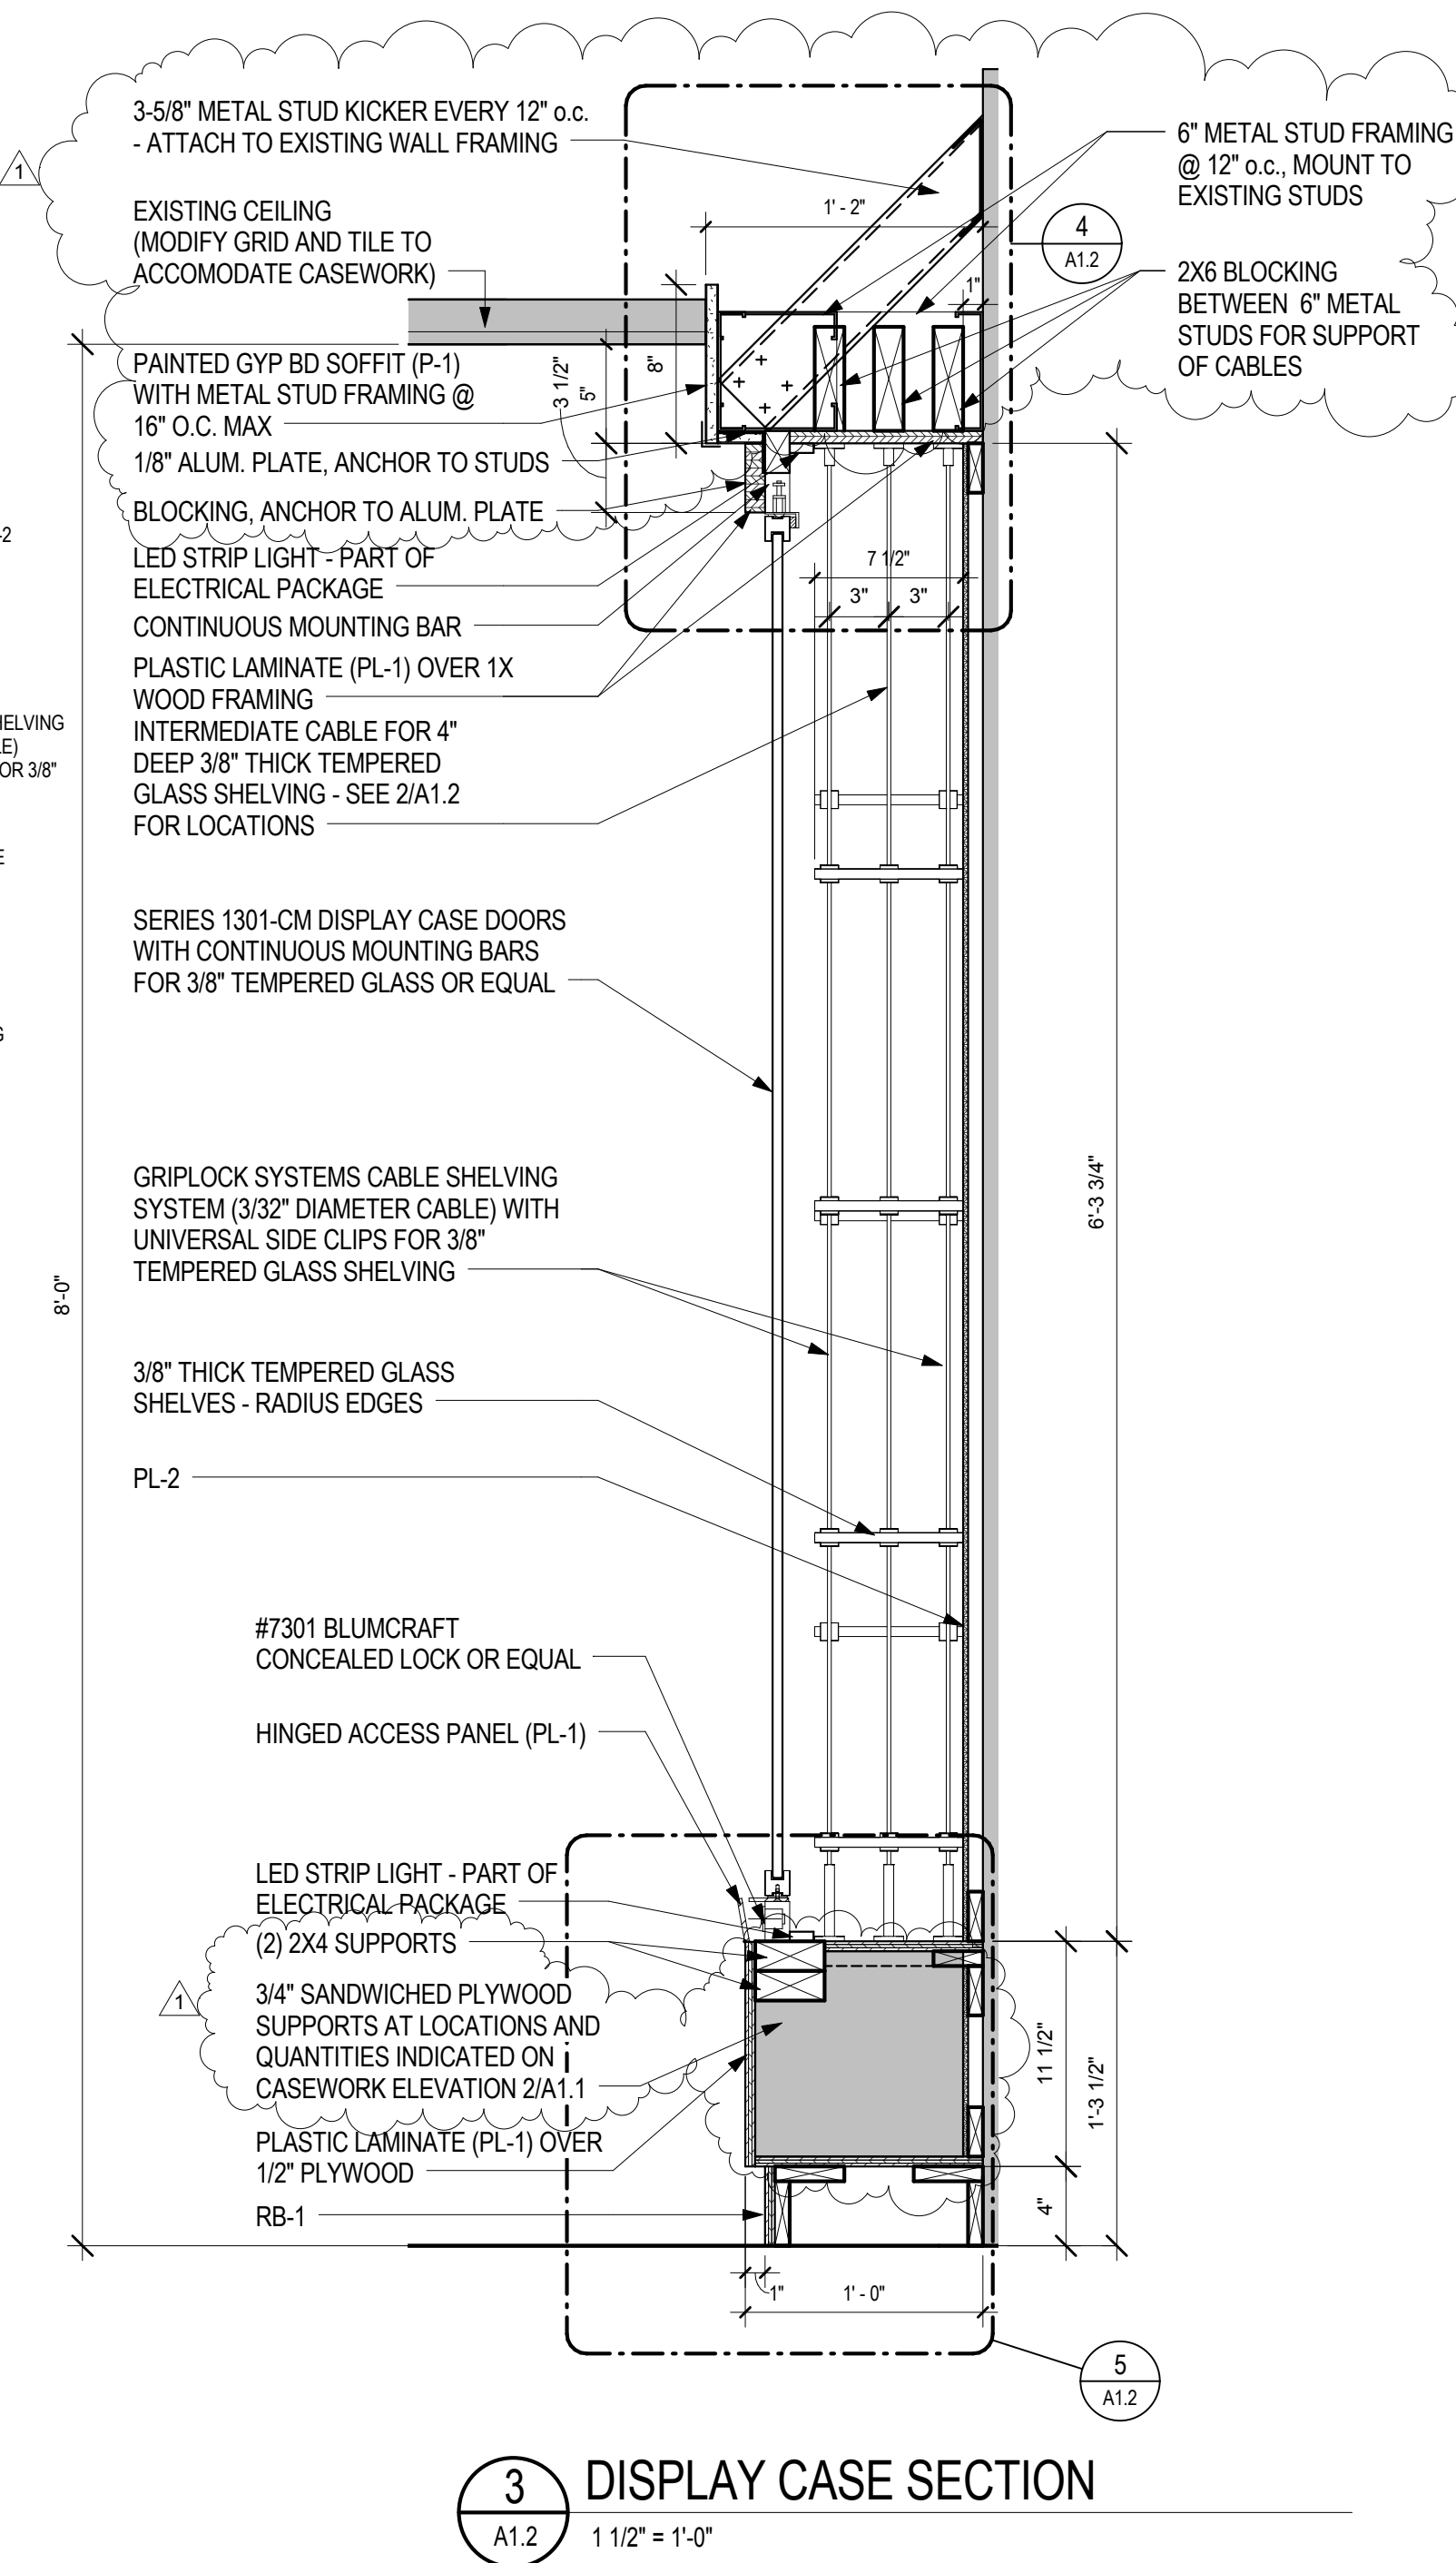 3-5/8" METAL STUD KICKER EVERY 12" o.c.
- ATTACH TO EXISTING WALL FRAMING
1
EXISTING CEILING
(MODIFY GRID AND TILE TO
ACCOMODATE CASEWORK)
PAINTED GYP BD SOFFIT (P-1)
WITH METAL STUD FRAMING @
16" O.C. MAX
1/8" ALUM. PLATE, ANCHOR TO STUDS
BLOCKING, ANCHOR TO ALUM. PLATE
LED STRIP LIGHT - PART OF
ELECTRICAL PACKAGE
CONTINUOUS MOUNTING BAR
PLASTIC LAMINATE (PL-1) OVER 1X
WOOD FRAMING
INTERMEDIATE CABLE FOR 4"
DEEP 3/8" THICK TEMPERED
GLASS SHELVING - SEE 2/A1.2
FOR LOCATIONS
SERIES 1301-CM DISPLAY CASE DOORS
WITH CONTINUOUS MOUNTING BARS
FOR 3/8" TEMPERED GLASS OR EQUAL
GRIPLOCK SYSTEMS CABLE SHELVING
SYSTEM (3/32" DIAMETER CABLE) WITH
UNIVERSAL SIDE CLIPS FOR 3/8"
TEMPERED GLASS SHELVING
3/8" THICK TEMPERED GLASS
SHELVES - RADIUS EDGES
PL-2
#7301 BLUMCRAFT
CONCEALED LOCK OR EQUAL
HINGED ACCESS PANEL (PL-1)
LED STRIP LIGHT - PART OF
ELECTRICAL PACKAGE
(2) 2X4 SUPPORTS
1
3/4" SANDWICHED PLYWOOD
SUPPORTS AT LOCATIONS AND
QUANTITIES INDICATED ON
CASEWORK ELEVATION 2/A1.1
PLASTIC LAMINATE (PL-1) OVER
1/2" PLYWOOD
RB-1
6" METAL STUD FRAMING
@ 12" o.c., MOUNT TO
EXISTING STUDS
4
A1.2
2X6 BLOCKING
BETWEEN 6" METAL
STUDS FOR SUPPORT
OF CABLES
1' - 2"
1"
8"
3 1/2"
5"
7 1/2"
3"
3"
8'-0"
6'-3 3/4"
11 1/2"
1'-3 1/2"
4"
1"
1' - 0"
5
A1.2
-2
HELVING
LE)
OR 3/8"
E
G
3
A1.2
DISPLAY CASE SECTION
1 1/2" = 1'-0"